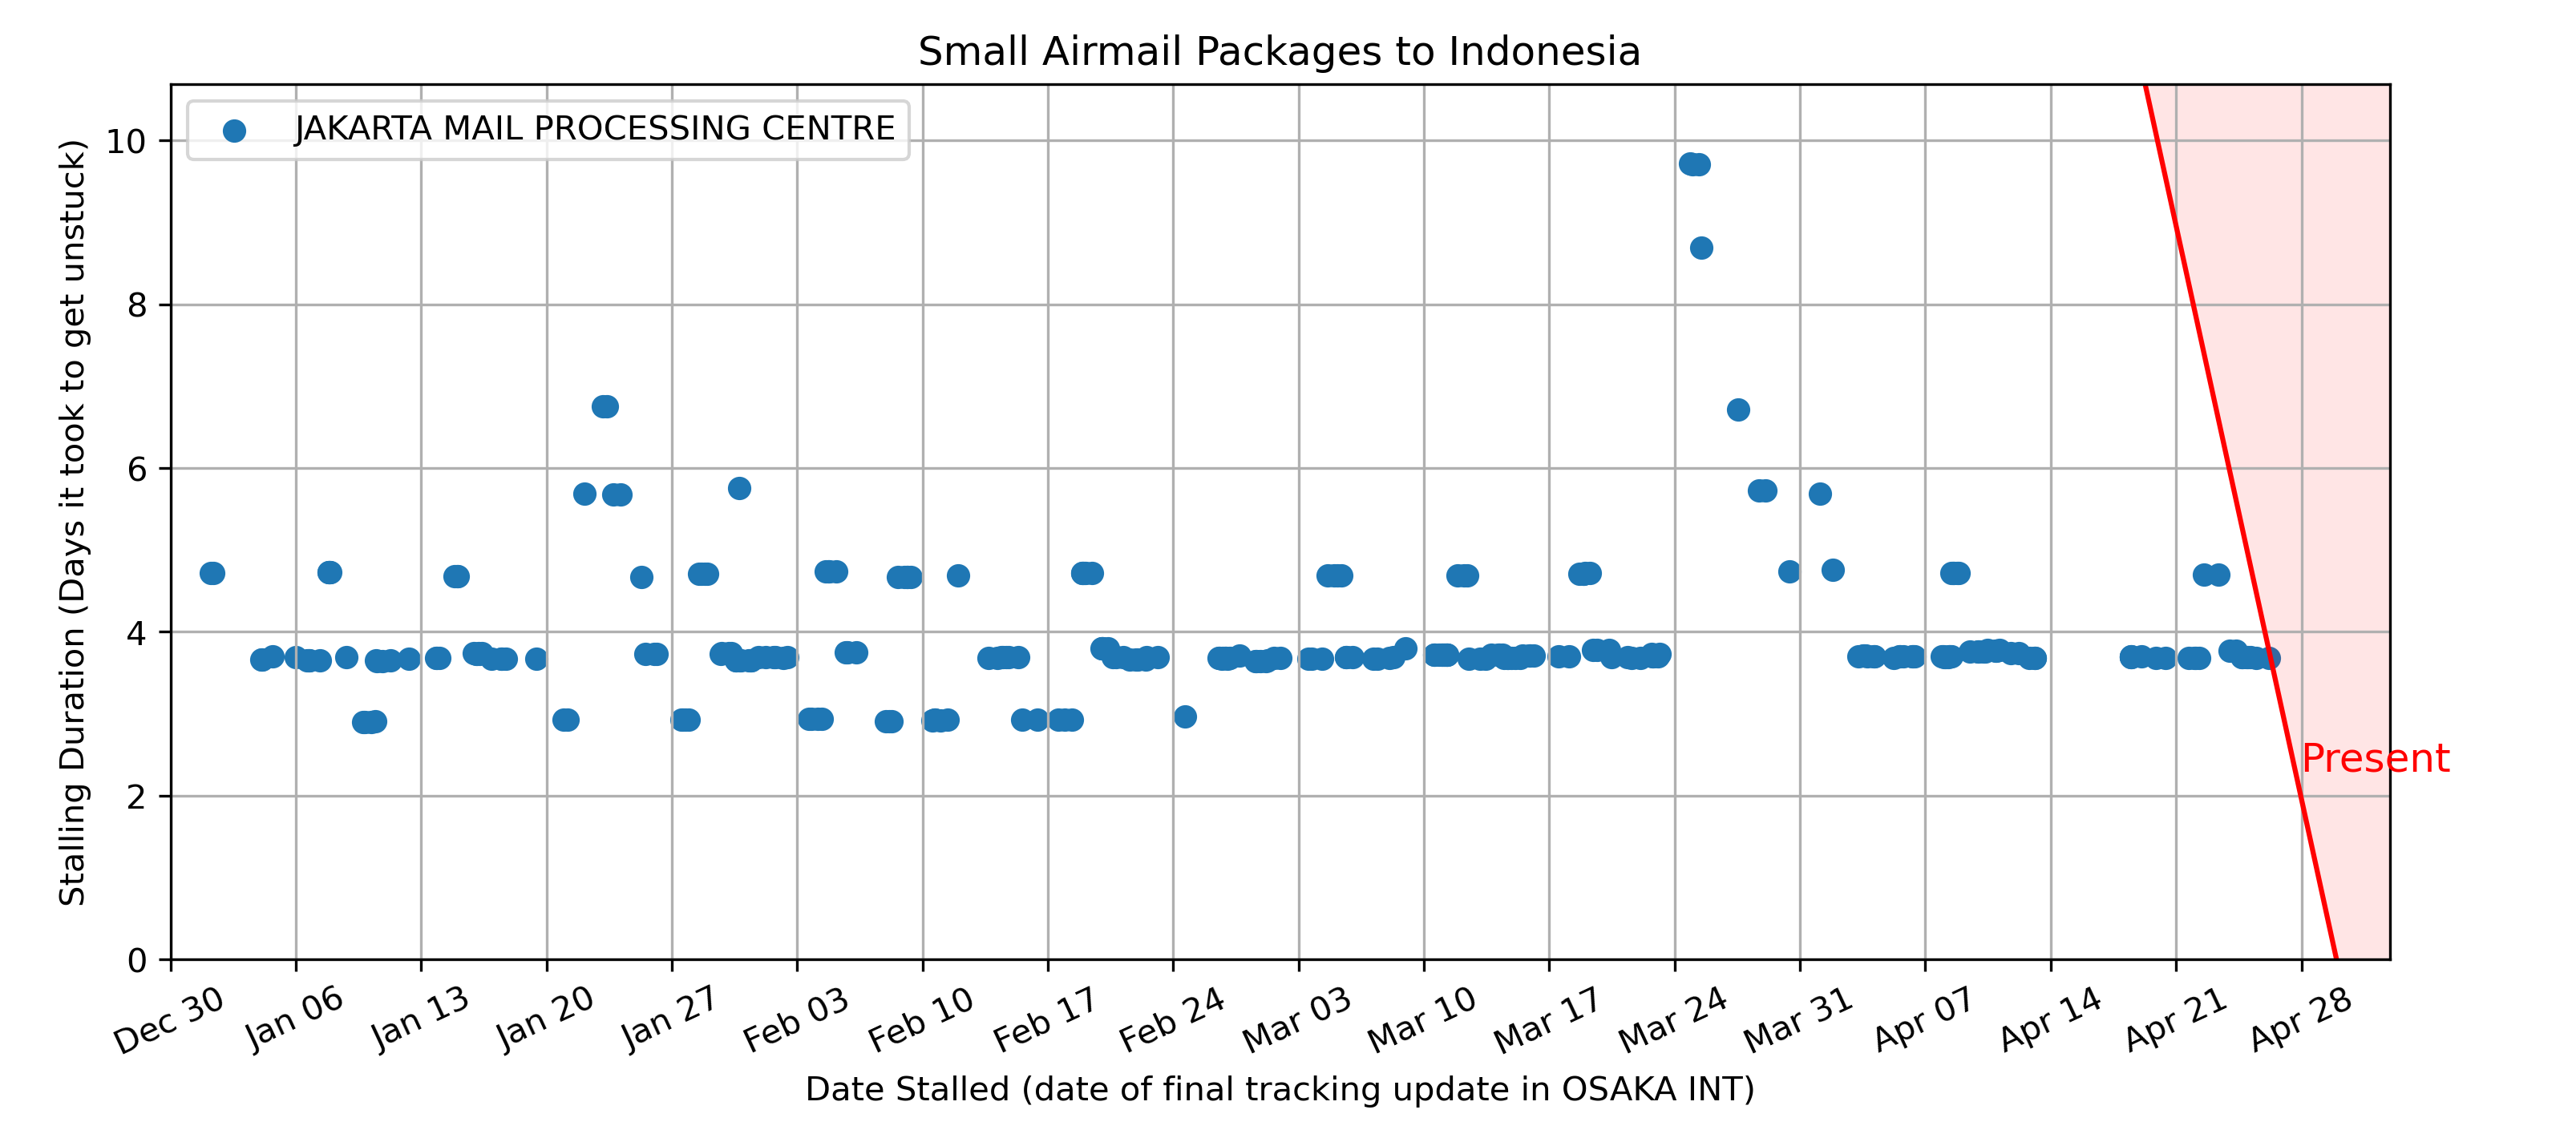 Small Airmail Packages to Indonesia
JAKARTA MAIL PROCESSING CENTRE
Stalling Duration (Days it took to get unstuck)
10
8
6
4
2
0
Present
Dec 30
Jan 06
Jan 13
Jan 20
Jan 27
Feb 03
Feb 10
Feb 17
Feb 24
Mar 03
Mar 10
Mar 17
Mar 24
Mar 31
Apr 07
Apr 14
Apr 21
Apr 28
Date Stalled (date of final tracking update in OSAKA INT)